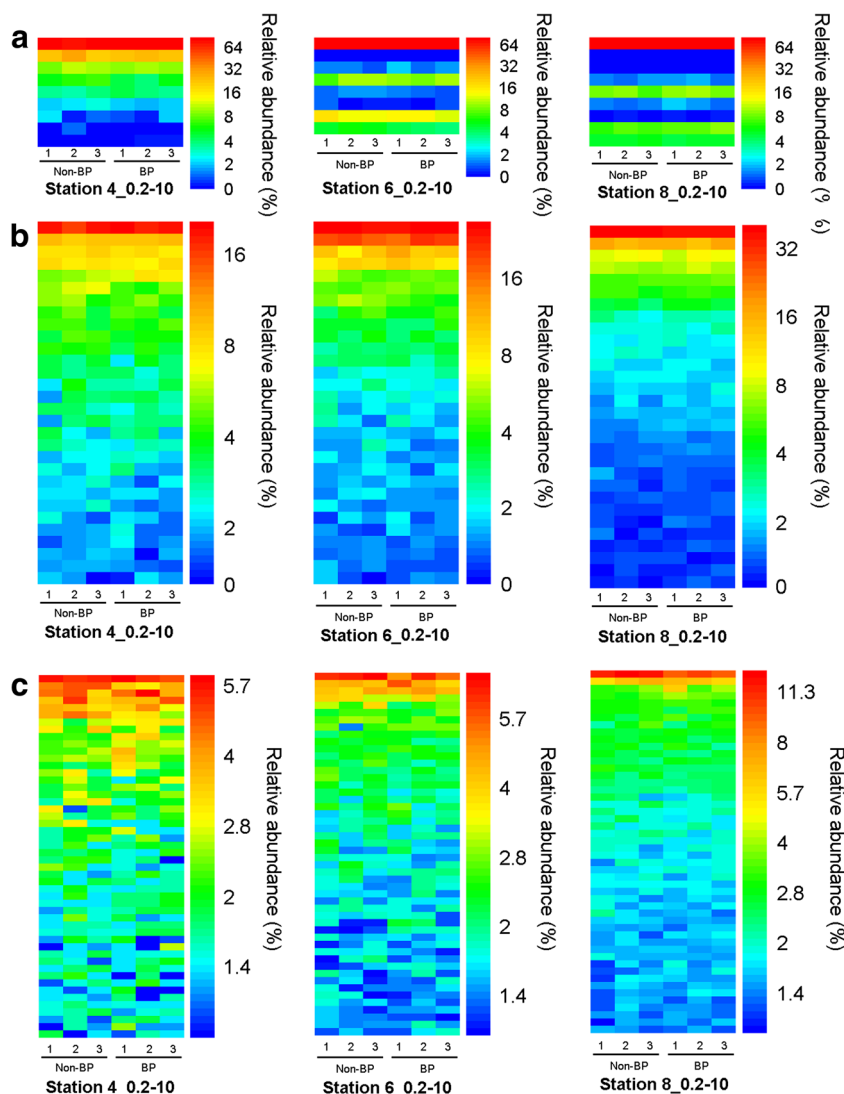 a
64
32
16
8
4
2
0
Relative abundance (%)
1 2 3 1 2 3
Non-BP BP
Station 4_0.2-10
64
32
16
8
4
2
0
Relative abundance (%)
1 2 3 1 2 3
Non-BP BP
Station 6_0.2-10
64
32
16
8
4
2
0
Relative abundance (%)
%)
1 2 3 1 2 3
Non-BP BP
Station 8_0.2-10
b
16
8
4
2
0
Relative abundance (%)
1 2 3 1 2 3
Non-BP BP
Station 4_0.2-10
16
8
4
2
0
Relative abundance (%)
1 2 3 1 2 3
Non-BP BP
Station 6_0.2-10
32
16
8
4
2
0
Relative abundance (%)
1 2 3 1 2 3
Non-BP BP
Station 8_0.2-10
c
5.7
4
2.8
2
1.4
Relative abundance (%)
1 2 3 1 2 3
Non-BP BP
Station 4 0.2-10
5.7
4
2.8
2
1.4
Relative abundance (%)
1 2 3 1 2 3
Non-BP BP
Station 6 0.2-10
11.3
8
5.7
4
2.8
2
1.4
Relative abundance (%)
1 2 3 1 2 3
Non-BP BP
Station 8_0.2-10